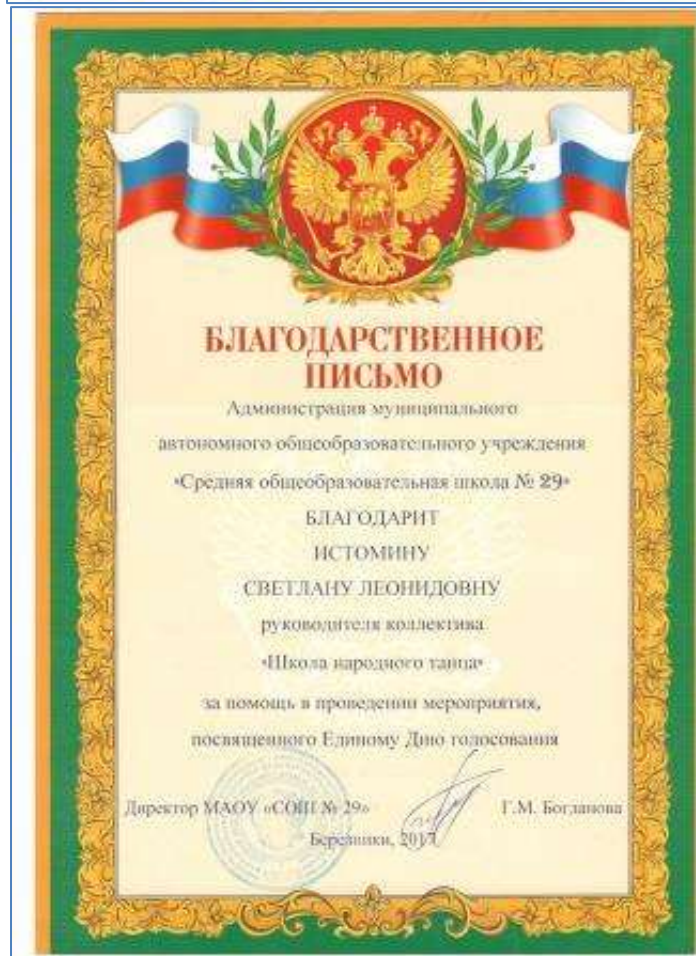 БЛАГОДАРСТВЕННОЕ
ПИСЬМО
Администрация муниципального
автономного общеобразовательного учреждения
«Средняя общеобразовательная школа № 29»
БЛАГОДАРИТ
ИСТОМИНУ
СВЕТЛАНУ ЛЕОНИДОВНУ
руководителя коллектива
«Школа народного танца»
за помощь в проведении мероприятия,
посвященного Единому Дню голосования
Директор МАОУ «СОШ № 29» Г.М. Богданова
Березники, 2017